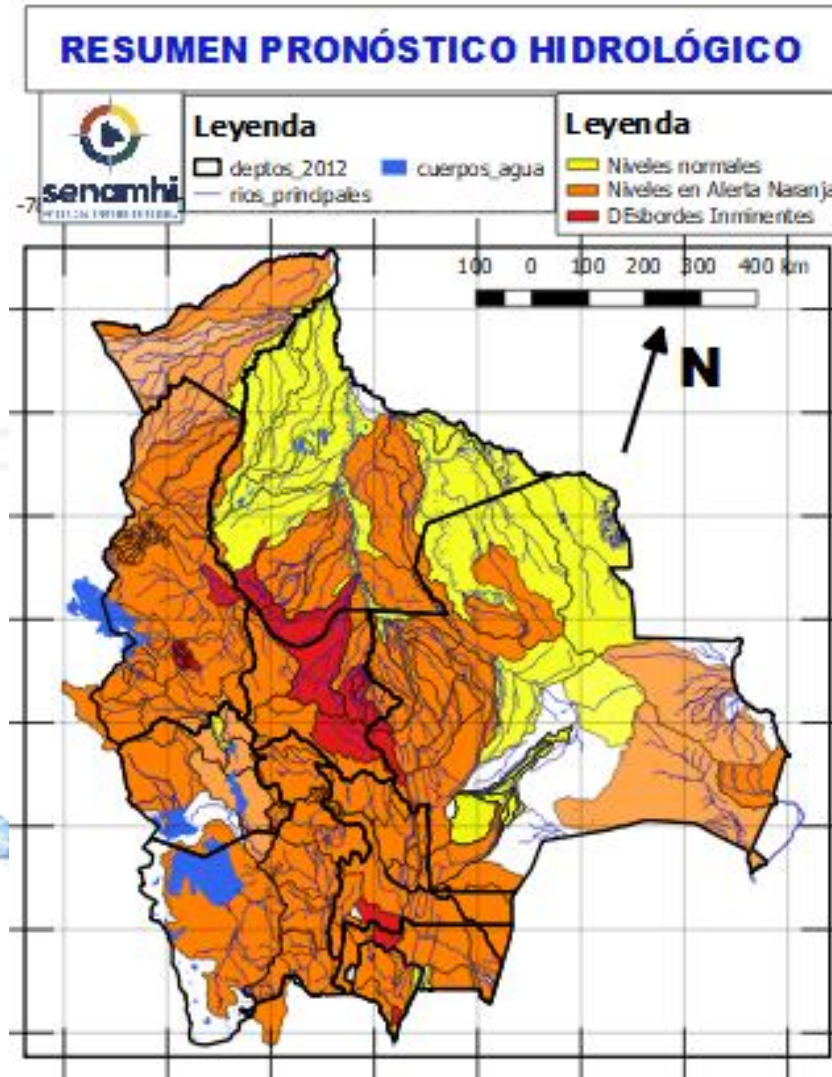 RESUMEN PRONÓSTICO HIDROLÓGICO
senamhi
Leyenda
deptos_2012
cuerpos_agua
rios_principales
Leyenda
Niveles normales
Niveles en Alerta Naranja
DEsbordes Inminentes
100 0 100 200 300 400 km
N